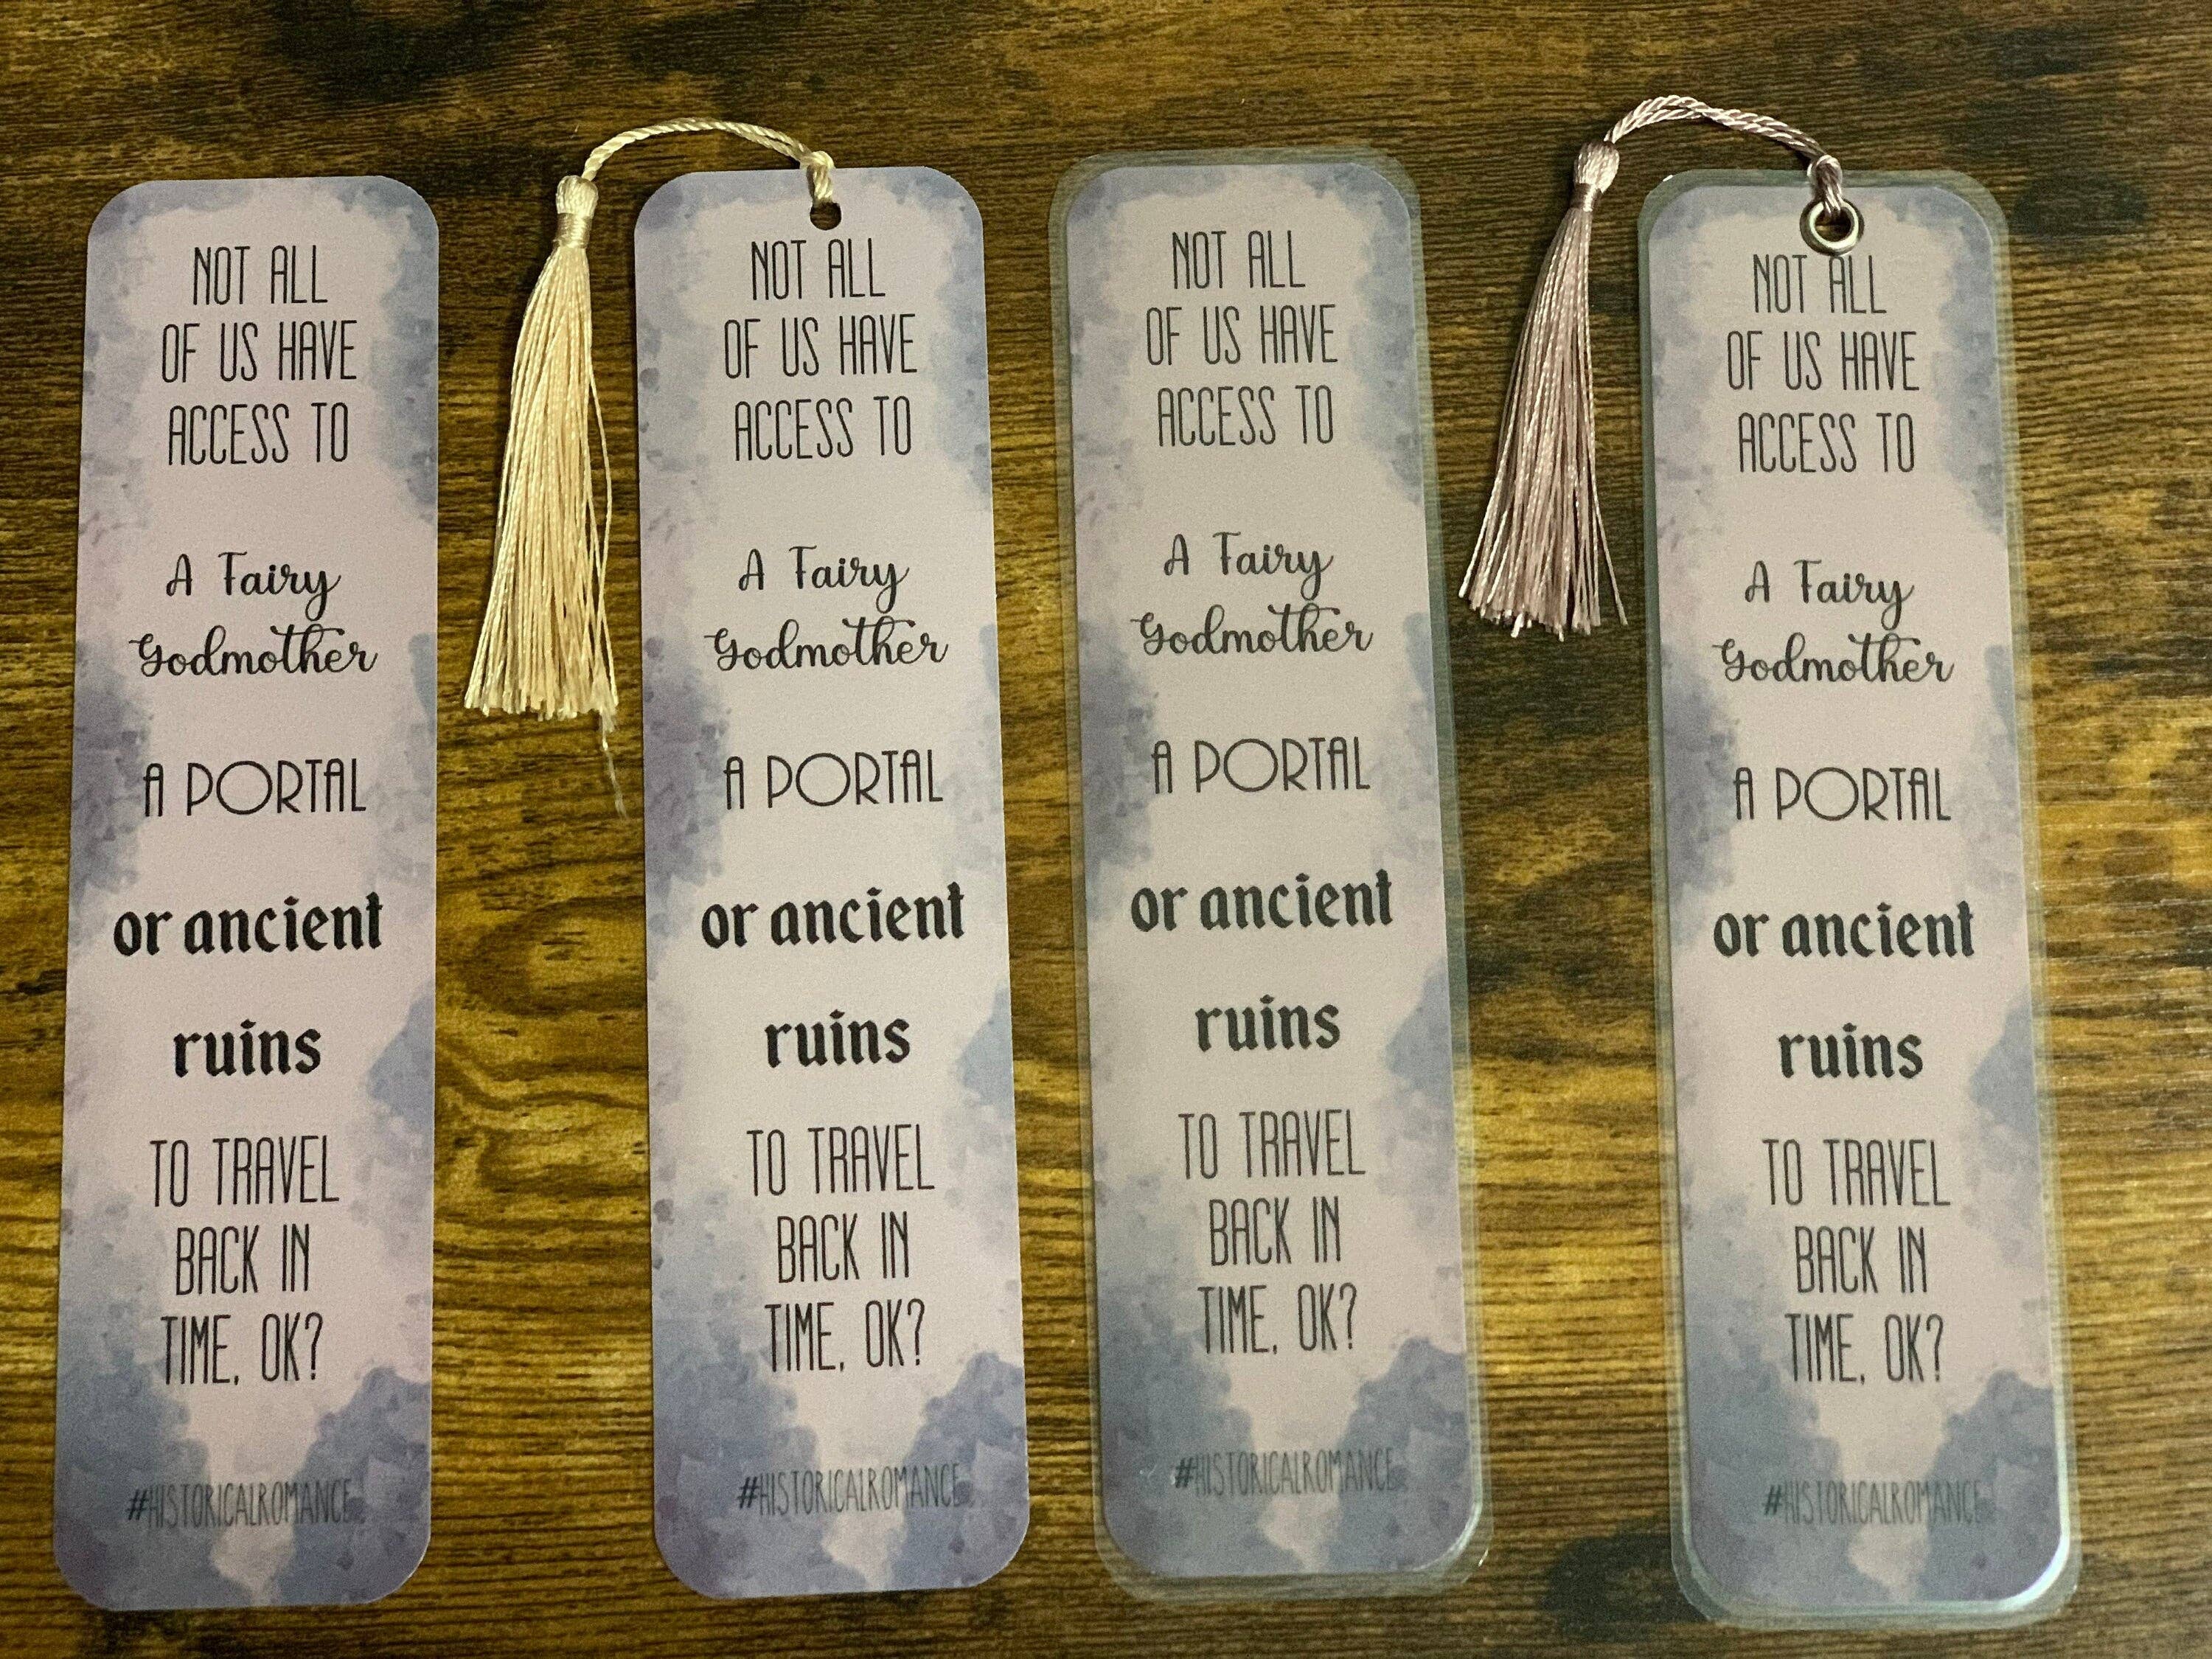 NOT ALL
OF US HAVE
ACCESS TO
A Fairy
Godmother
A PORTAL
or ancient
ruins
TO TRAVEL
BACK IN
TIME, OK?
#HISTORICALROMANCE
NOT ALL
OF US HAVE
ACCESS TO
A Fairy
Godmother
A PORTAL
or ancient
ruins
TO TRAVEL
BACK IN
TIME, OK?
#HISTORICALROMANCE
NOT ALL
OF US HAVE
ACCESS TO
A Fairy
Godmother
A PORTAL
or ancient
ruins
TO TRAVEL
BACK IN
TIME, OK?
#HISTORICALROMANCE
NOT ALL
OF US HAVE
ACCESS TO
A Fairy
Godmother
A PORTAL
or ancient
ruins
TO TRAVEL
BACK IN
TIME, OK?
#HISTORICALROMANCE